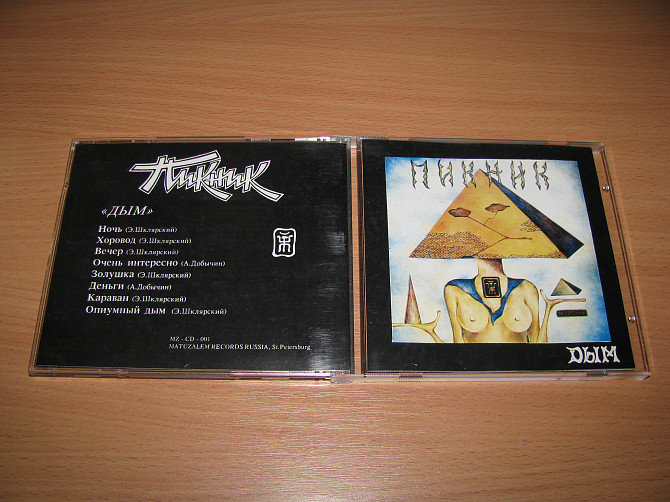 Пикник
«ДЫМ»
Ночь (Э.Шклярский)
Хоровод (Э.Шклярский)
Вечер (Э.Шклярский)
Очень интересно (А.Добычин)
Золушка (Э.Шклярский)
Деньги (А.Добычин)
Караван (Э.Шклярский)
Опиумный дым (Э.Шклярский)
MZ - CD - 001
MATUZALEM RECORDS RUSSIA, St.Petersburg
ПИКНИК
ДЫМ